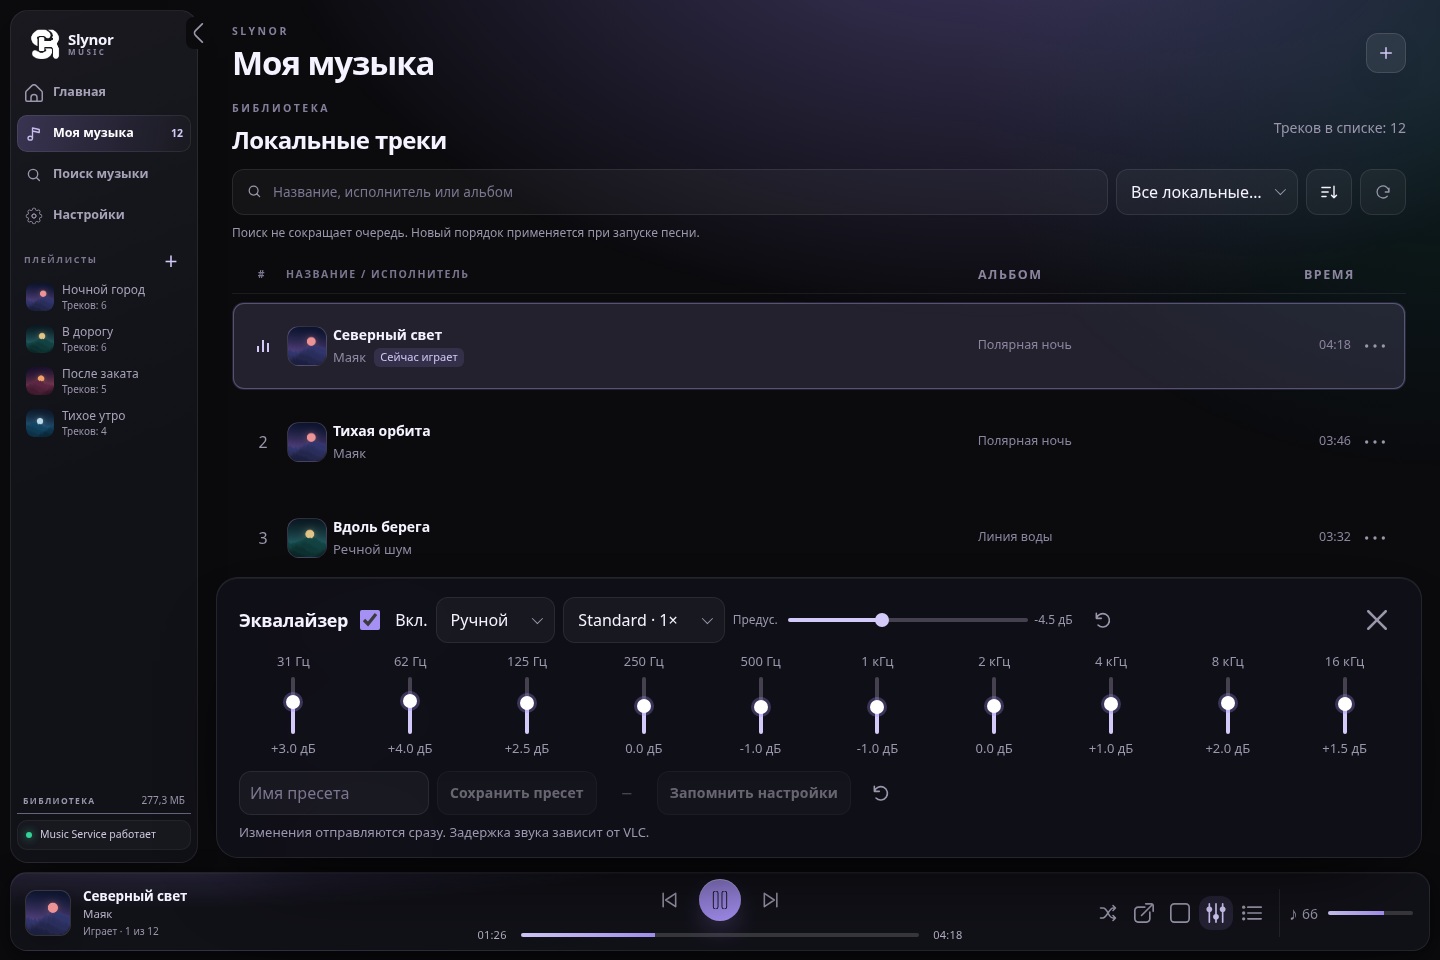 Slynor
MUSIC
Главная
Моя музыка 12
Поиск музыки
Настройки
ПЛЕЙЛИСТЫ +
Ночной город
Треков: 6
В дорогу
Треков: 6
После заката
Треков: 5
Тихое утро
Треков: 4
БИБЛИОТЕКА 277,3 МБ
Music Service работает
SLYNOR
Моя музыка
БИБЛИОТЕКА
Локальные треки
Треков в списке: 12
Название, исполнитель или альбом
Все локальные...
Поиск не сокращает очередь. Новый порядок применяется при запуске песни.
# НАЗВАНИЕ / ИСПОЛНИТЕЛЬ АЛЬБОМ ВРЕМЯ
Северный свет
Маяк Сейчас играет
Полярная ночь 04:18
2 Тихая орбита
Маяк
Полярная ночь 03:46
3 Вдоль берега
Речной шум
Линия воды 03:32
Эквалайзер Вкл. Ручной Standard · 1× Предус. -4.5 дБ
31 Гц 62 Гц 125 Гц 250 Гц 500 Гц 1 кГц 2 кГц 4 кГц 8 кГц 16 кГц
+3.0 дБ +4.0 дБ +2.5 дБ 0.0 дБ -1.0 дБ -1.0 дБ 0.0 дБ +1.0 дБ +2.0 дБ +1.5 дБ
Имя пресета Сохранить пресет — Запомнить настройки
Изменения отправляются сразу. Задержка звука зависит от VLC.
Северный свет
Маяк
Играет · 1 из 12
01:26 04:18
♪ 66